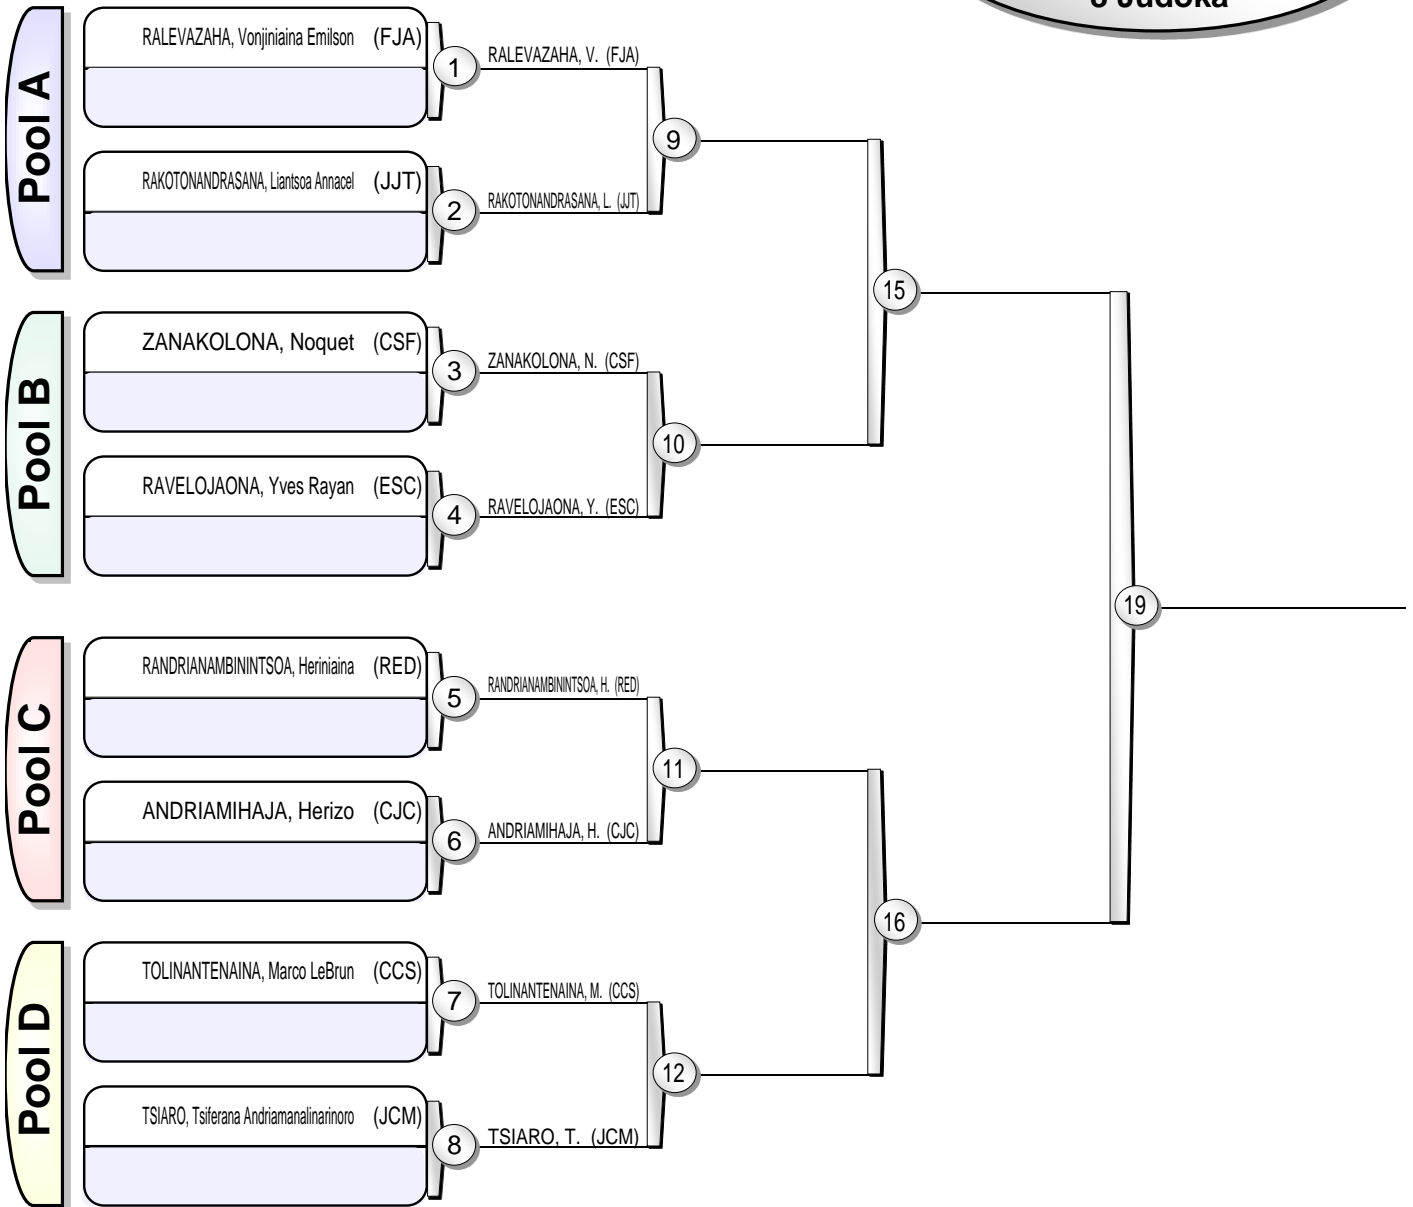 Judoka
Pool A
RALEVAZAHA, Vonjiniaina Emilson (FJA)
1
RALEVAZAHA, V. (FJA)
9
RAKOTONANDRASANA, Liantsoa Annacel (JJT)
2
RAKOTONANDRASANA, L. (JJT)
15
Pool B
ZANAKOLONA, Noquet (CSF)
3
ZANAKOLONA, N. (CSF)
10
RAVELOJAONA, Yves Rayan (ESC)
4
RAVELOJAONA, Y. (ESC)
19
Pool C
RANDRIANAMBININTSOA, Heriniaina (RED)
5
RANDRIANAMBININTSOA, H. (RED)
11
ANDRIAMIHAJA, Herizo (CJC)
6
ANDRIAMIHAJA, H. (CJC)
16
Pool D
TOLINANTENAINA, Marco LeBrun (CCS)
7
TOLINANTENAINA, M. (CCS)
12
TSIARO, Tsiferana Andriamanalinarinoro (JCM)
8
TSIARO, T. (JCM)